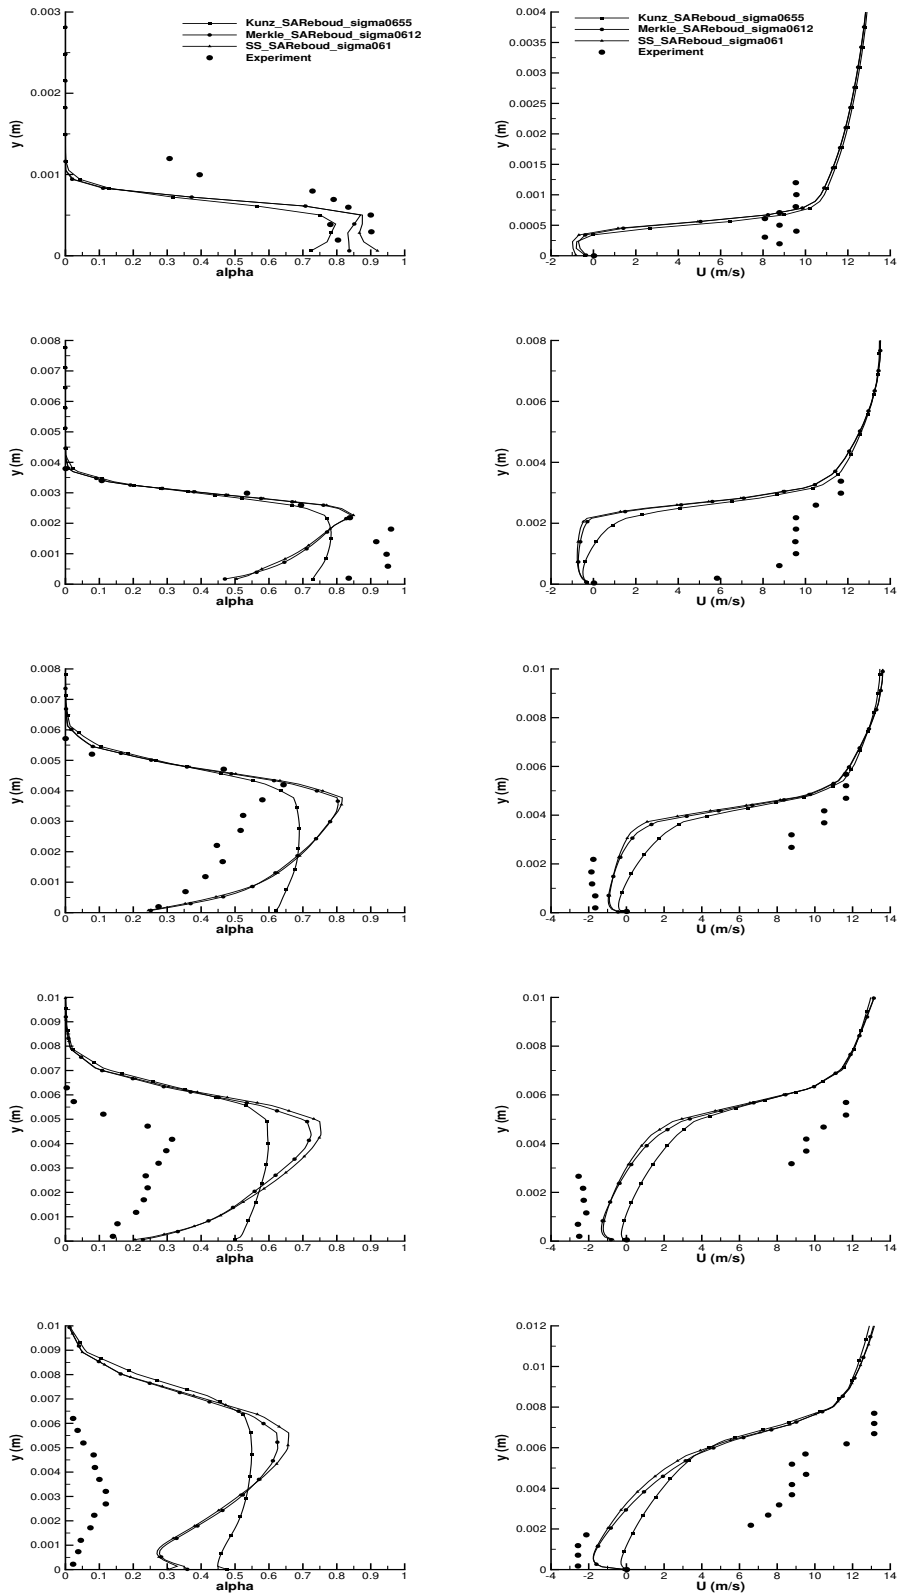 Kunz_SAReboud_sigma0655
Merkle_SAReboud_sigma0612
SS_SAReboud_sigma061
Experiment
y (m)
0.003
0.002
0.001
0
0 0.1 0.2 0.3 0.4 0.5 0.6 0.7 0.8 0.9 1
alpha
Kunz_SAReboud_sigma0655
Merkle_SAReboud_sigma0612
SS_SAReboud_sigma061
Experiment
y (m)
0.004
0.0035
0.003
0.0025
0.002
0.0015
0.001
0.0005
0
-2 0 2 4 6 8 10 12 14
U (m/s)
y (m)
0.008
0.007
0.006
0.005
0.004
0.003
0.002
0.001
0
0 0.1 0.2 0.3 0.4 0.5 0.6 0.7 0.8 0.9 1
alpha
y (m)
0.008
0.006
0.004
0.002
0
-2 0 2 4 6 8 10 12 14
U (m/s)
y (m)
0.008
0.007
0.006
0.005
0.004
0.003
0.002
0.001
0
0 0.1 0.2 0.3 0.4 0.5 0.6 0.7 0.8 0.9 1
alpha
y (m)
0.01
0.008
0.006
0.004
0.002
0
-4 -2 0 2 4 6 8 10 12 14
U (m/s)
y (m)
0.01
0.009
0.008
0.007
0.006
0.005
0.004
0.003
0.002
0.001
0
0 0.1 0.2 0.3 0.4 0.5 0.6 0.7 0.8 0.9 1
alpha
y (m)
0.01
0.008
0.006
0.004
0.002
0
-4 -2 0 2 4 6 8 10 12 14
U (m/s)
y (m)
0.01
0.009
0.008
0.007
0.006
0.005
0.004
0.003
0.002
0.001
0
0 0.1 0.2 0.3 0.4 0.5 0.6 0.7 0.8 0.9 1
alpha
y (m)
0.012
0.01
0.008
0.006
0.004
0.002
0
-4 -2 0 2 4 6 8 10 12 14
U (m/s)